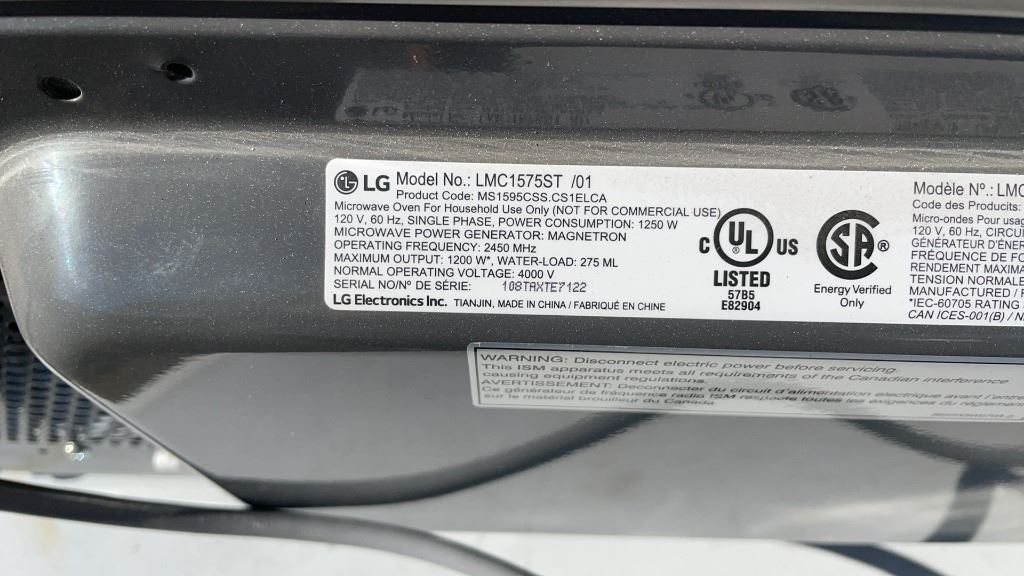 LG Model No.: LMC1575ST /01
Product Code: MS1595CSS.CS1ELCA
Microwave Oven For Household Use Only (NOT FOR COMMERCIAL USE)
120 V, 60 Hz, SINGLE PHASE, POWER CONSUMPTION: 1250 W
MICROWAVE POWER GENERATOR: MAGNETRON
OPERATING FREQUENCY: 2450 MHz
MAXIMUM OUTPUT: 1200 W*, WATER-LOAD: 275 ML
NORMAL OPERATING VOLTAGE: 4000 V
SERIAL NO/N° DE SÉRIE: 108TAXTE7122
LG Electronics Inc. TIANJIN, MADE IN CHINA / FABRIQUÉ EN CHINE
C UL US
LISTED
57B5
E82904
SA ®
Energy Verified
Only
Modèle Nº.: LMC
Code des Produits:
Micro-ondes Pour usa
120 V, 60 Hz, CIRCUI
GÉNÉRATEUR D'ÉNER
FRÉQUENCE DE FO
RENDEMENT MAXIMA
TENSION NORMALE
MANUFACTURED / F
*IEC-60705 RATING
CAN ICES-001(B) / N
WARNING: Disconnect electric power before servicing.
This ISM apparatus meets all requirements of the Canadian interference
causing equipment regulations.
AVERTISSEMENT: Deconnecter du circuit d'alimentation electrique avant l'entre
Ce générateur de fréquence radio ISM respecte toutes les exigences du règlement
sur le matériel brouilleur du Canada.